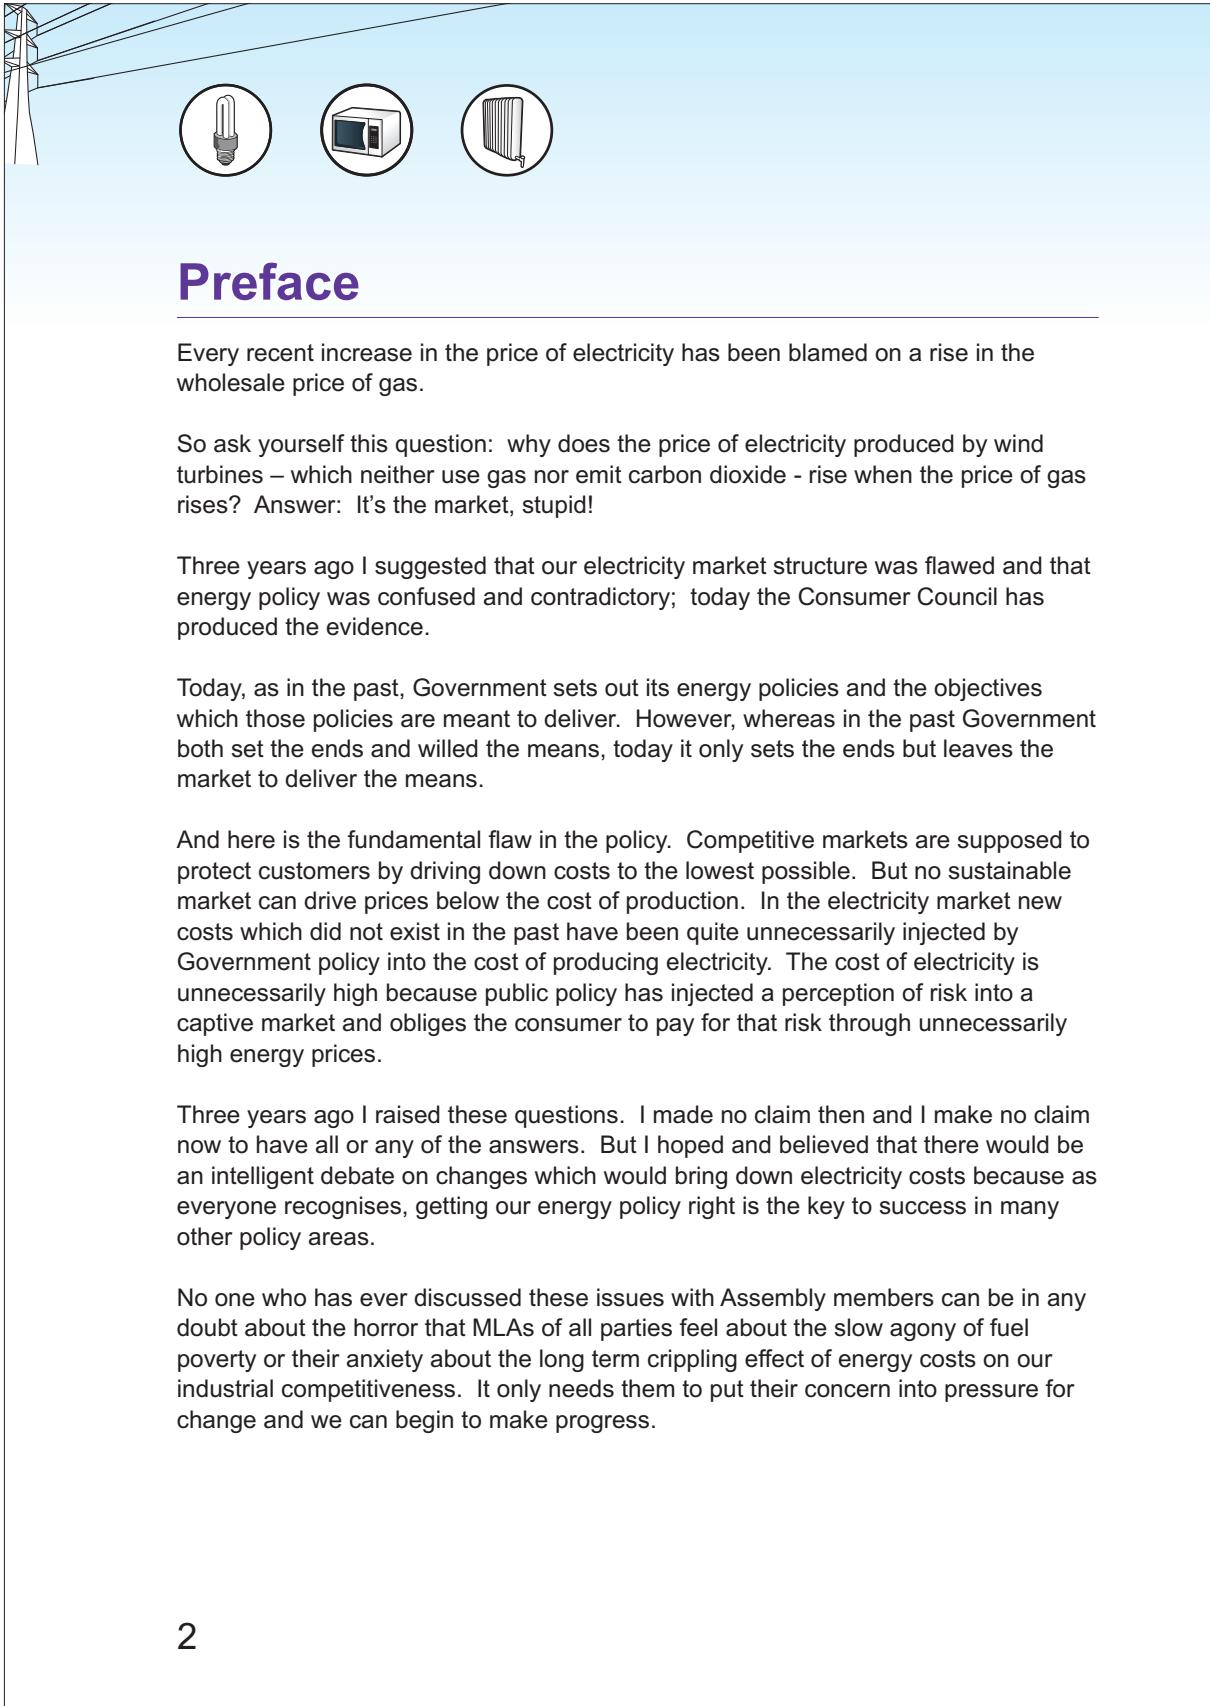 Preface
Every recent increase in the price of electricity has been blamed on a rise in the
wholesale price of gas.
So ask yourself this question:  why does the price of electricity produced by wind
turbines – which neither use gas nor emit carbon dioxide - rise when the price of gas
rises?  Answer:  It’s the market, stupid!
Three years ago I suggested that our electricity market structure was flawed and that
energy policy was confused and contradictory;  today the Consumer Council has
produced the evidence.
Today, as in the past, Government sets out its energy policies and the objectives
which those policies are meant to deliver.  However, whereas in the past Government
both set the ends and willed the means, today it only sets the ends but leaves the
market to deliver the means.
And here is the fundamental flaw in the policy.  Competitive markets are supposed to
protect customers by driving down costs to the lowest possible.  But no sustainable
market can drive prices below the cost of production.  In the electricity market new
costs which did not exist in the past have been quite unnecessarily injected by
Government policy into the cost of producing electricity.  The cost of electricity is
unnecessarily high because public policy has injected a perception of risk into a
captive market and obliges the consumer to pay for that risk through unnecessarily
high energy prices.
Three years ago I raised these questions.  I made no claim then and I make no claim
now to have all or any of the answers.  But I hoped and believed that there would be
an intelligent debate on changes which would bring down electricity costs because as
everyone recognises, getting our energy policy right is the key to success in many
other policy areas.
No one who has ever discussed these issues with Assembly members can be in any
doubt about the horror that MLAs of all parties feel about the slow agony of fuel
poverty or their anxiety about the long term crippling effect of energy costs on our
industrial competitiveness.  It only needs them to put their concern into pressure for
change and we can begin to make progress.
2